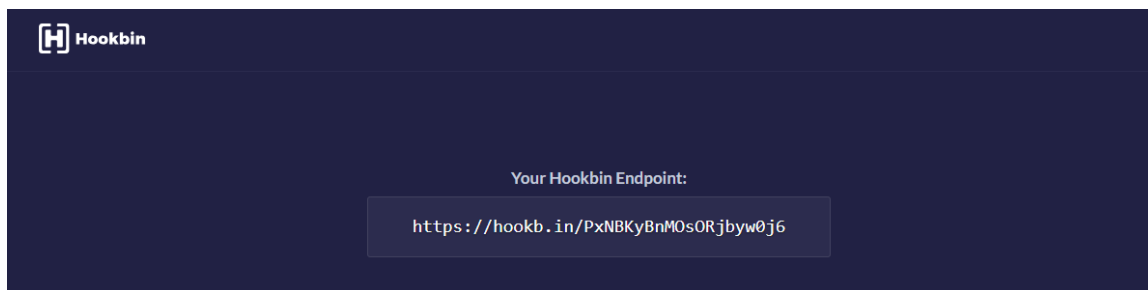 [H] Hookbin
Your Hookbin Endpoint:
https://hookb.in/PxNBKyBnMOsORjbyw0j6